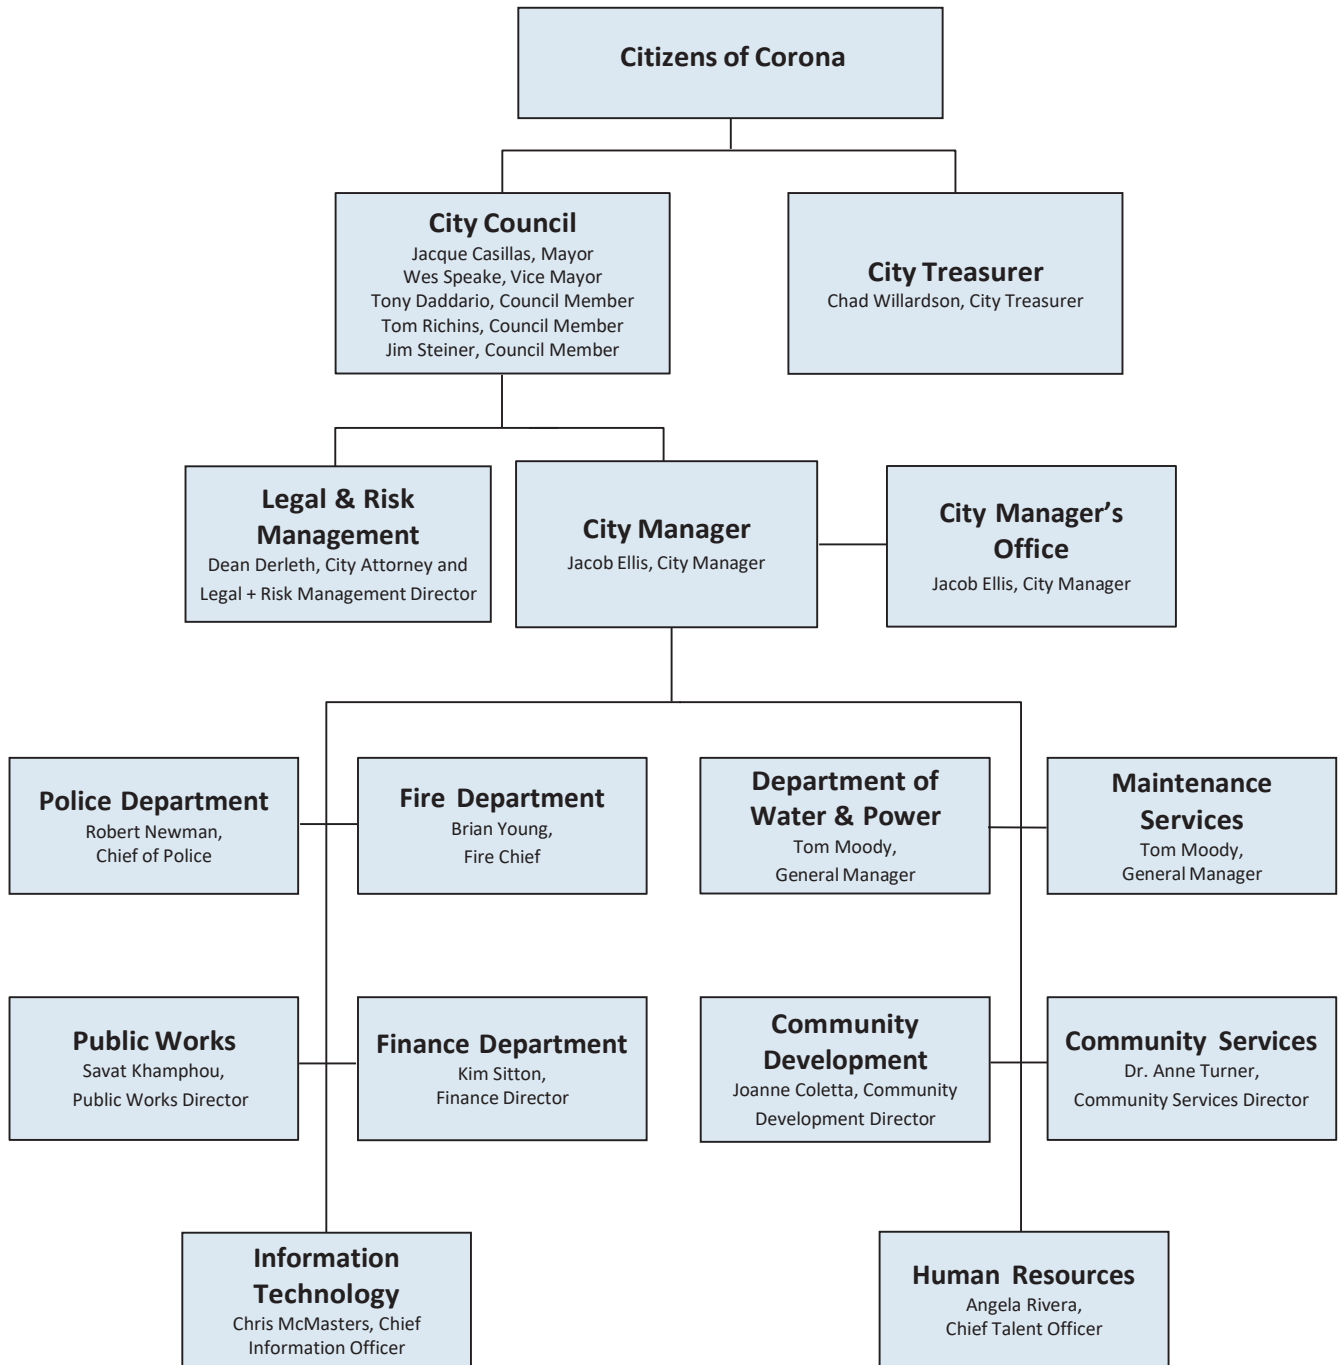 Citizens of Corona
City Council
Jacque Casillas, Mayor
Wes Speake, Vice Mayor
Tony Daddario, Council Member
Tom Richins, Council Member
Jim Steiner, Council Member
City Treasurer
Chad Willardson, City Treasurer
Legal & Risk
Management
Dean Derleth, City Attorney and
Legal + Risk Management Director
City Manager
Jacob Ellis, City Manager
City Manager’s
Office
Jacob Ellis, City Manager
Police Department
Robert Newman,
Chief of Police
Fire Department
Brian Young,
Fire Chief
Department of
Water & Power
Tom Moody,
General Manager
Maintenance
Services
Tom Moody,
General Manager
Public Works
Savat Khamphou,
Public Works Director
Finance Department
Kim Sitton,
Finance Director
Community
Development
Joanne Coletta, Community
Development Director
Community Services
Dr. Anne Turner,
Community Services Director
Information
Technology
Chris McMasters, Chief
Information Officer
Human Resources
Angela Rivera,
Chief Talent Officer